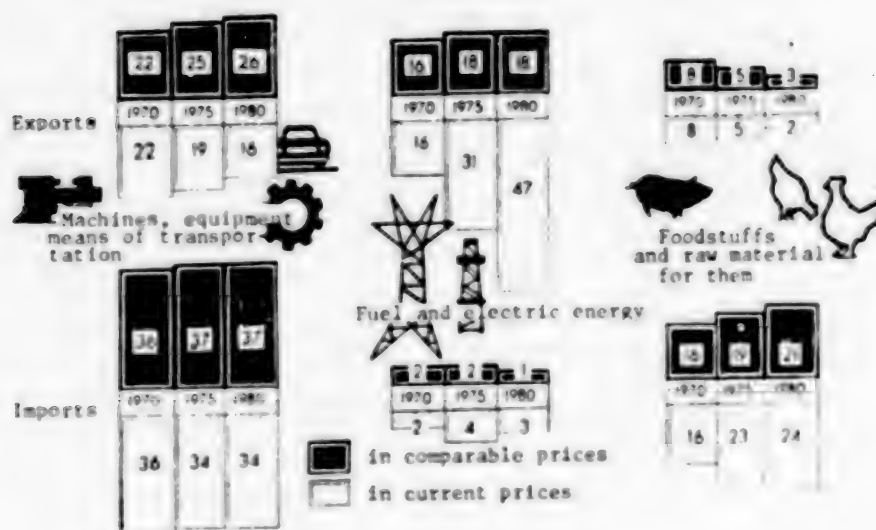 22 25 26
1970 1975 1980
22 19 16
16 18 18
1970 1975 1980
16 31 47
8 5 3
1970 1975 1980
8 5 2
Exports
Machines, equipment
means of transpor-
tation
Fuel and electric energy
Foodstuffs
and raw material
for them
37 37
1970 1975 1980
36 34 34
2 2 1
1970 1975 1980
2 4 3
16 19
1970 1975 1980
16 23 24
Imports
in comparable prices
in current prices